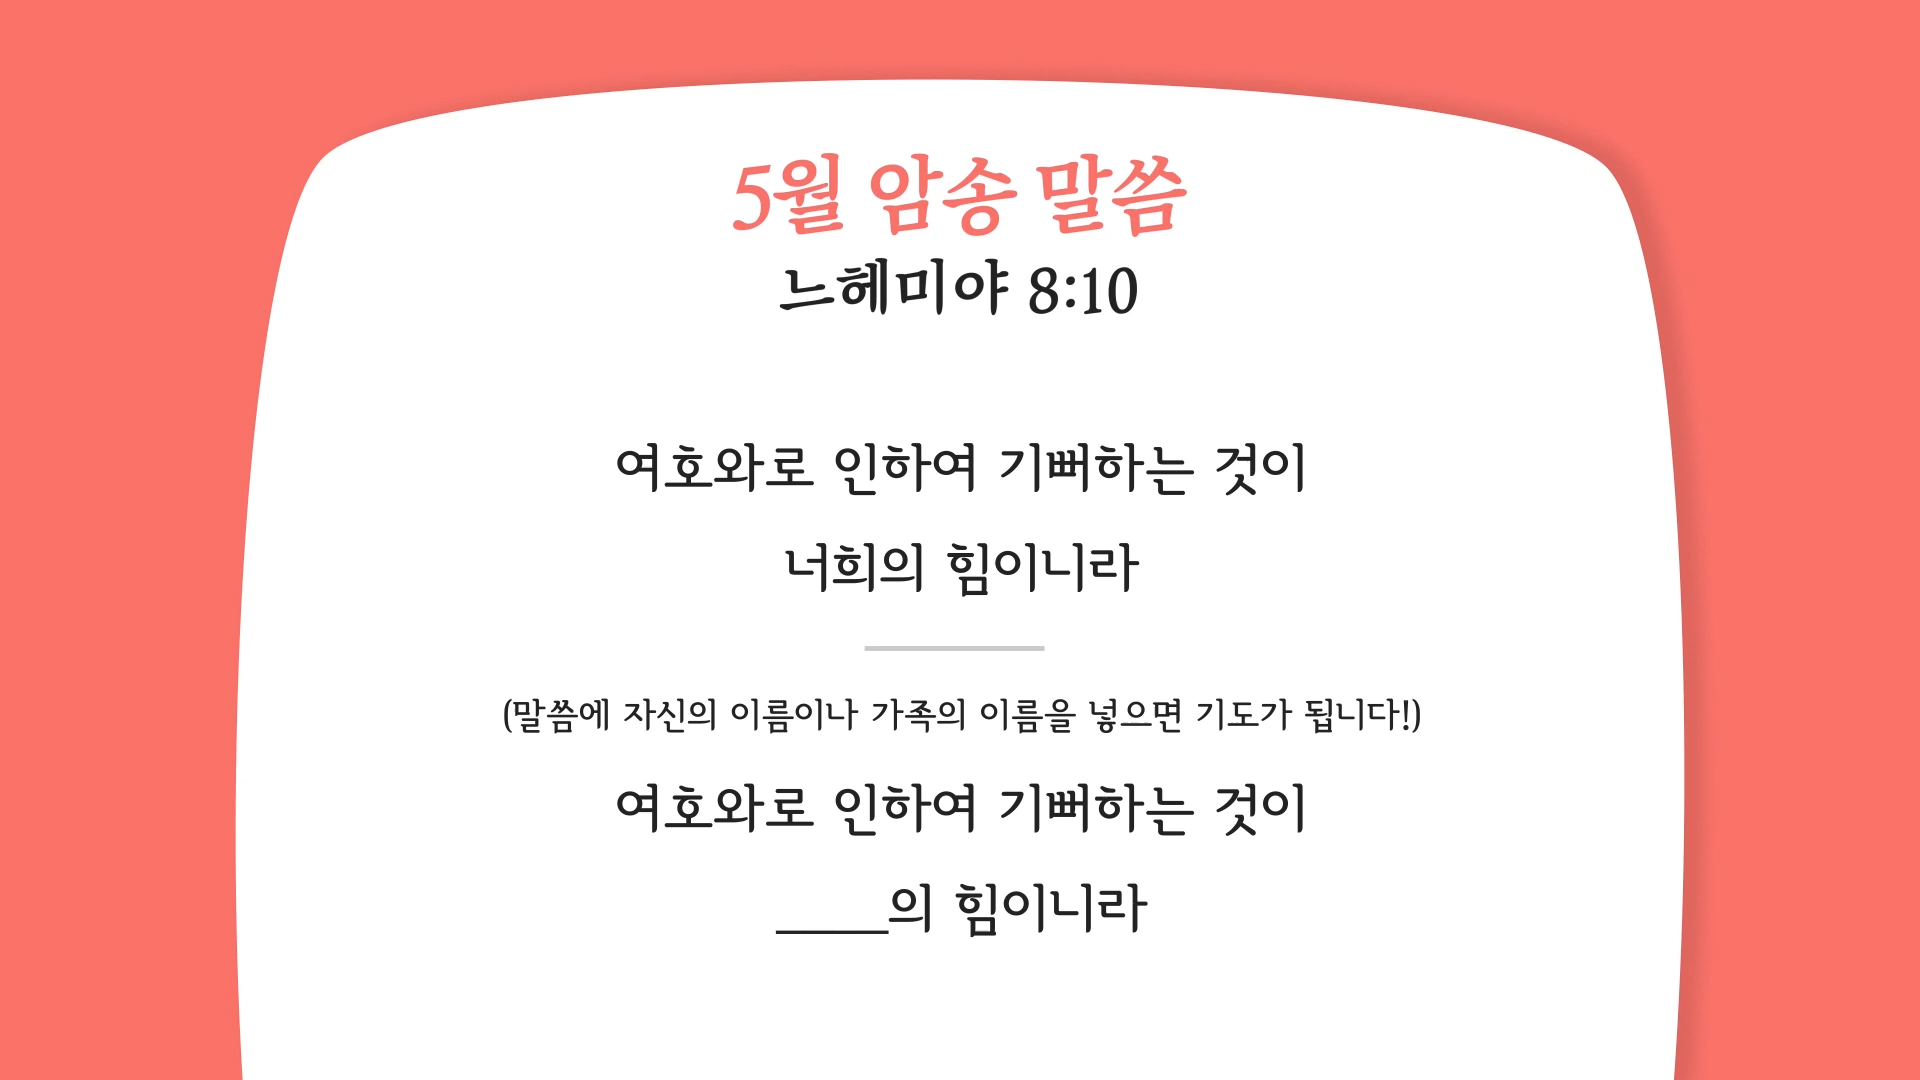 5월 암송 말씀
느헤미야 8:10
여호와로 인하여 기뻐하는 것이
너희의 힘이니라
(말씀에 자신의 이름이나 가족의 이름을 넣으면 기도가 됩니다!)
여호와로 인하여 기뻐하는 것이
____의 힘이니라